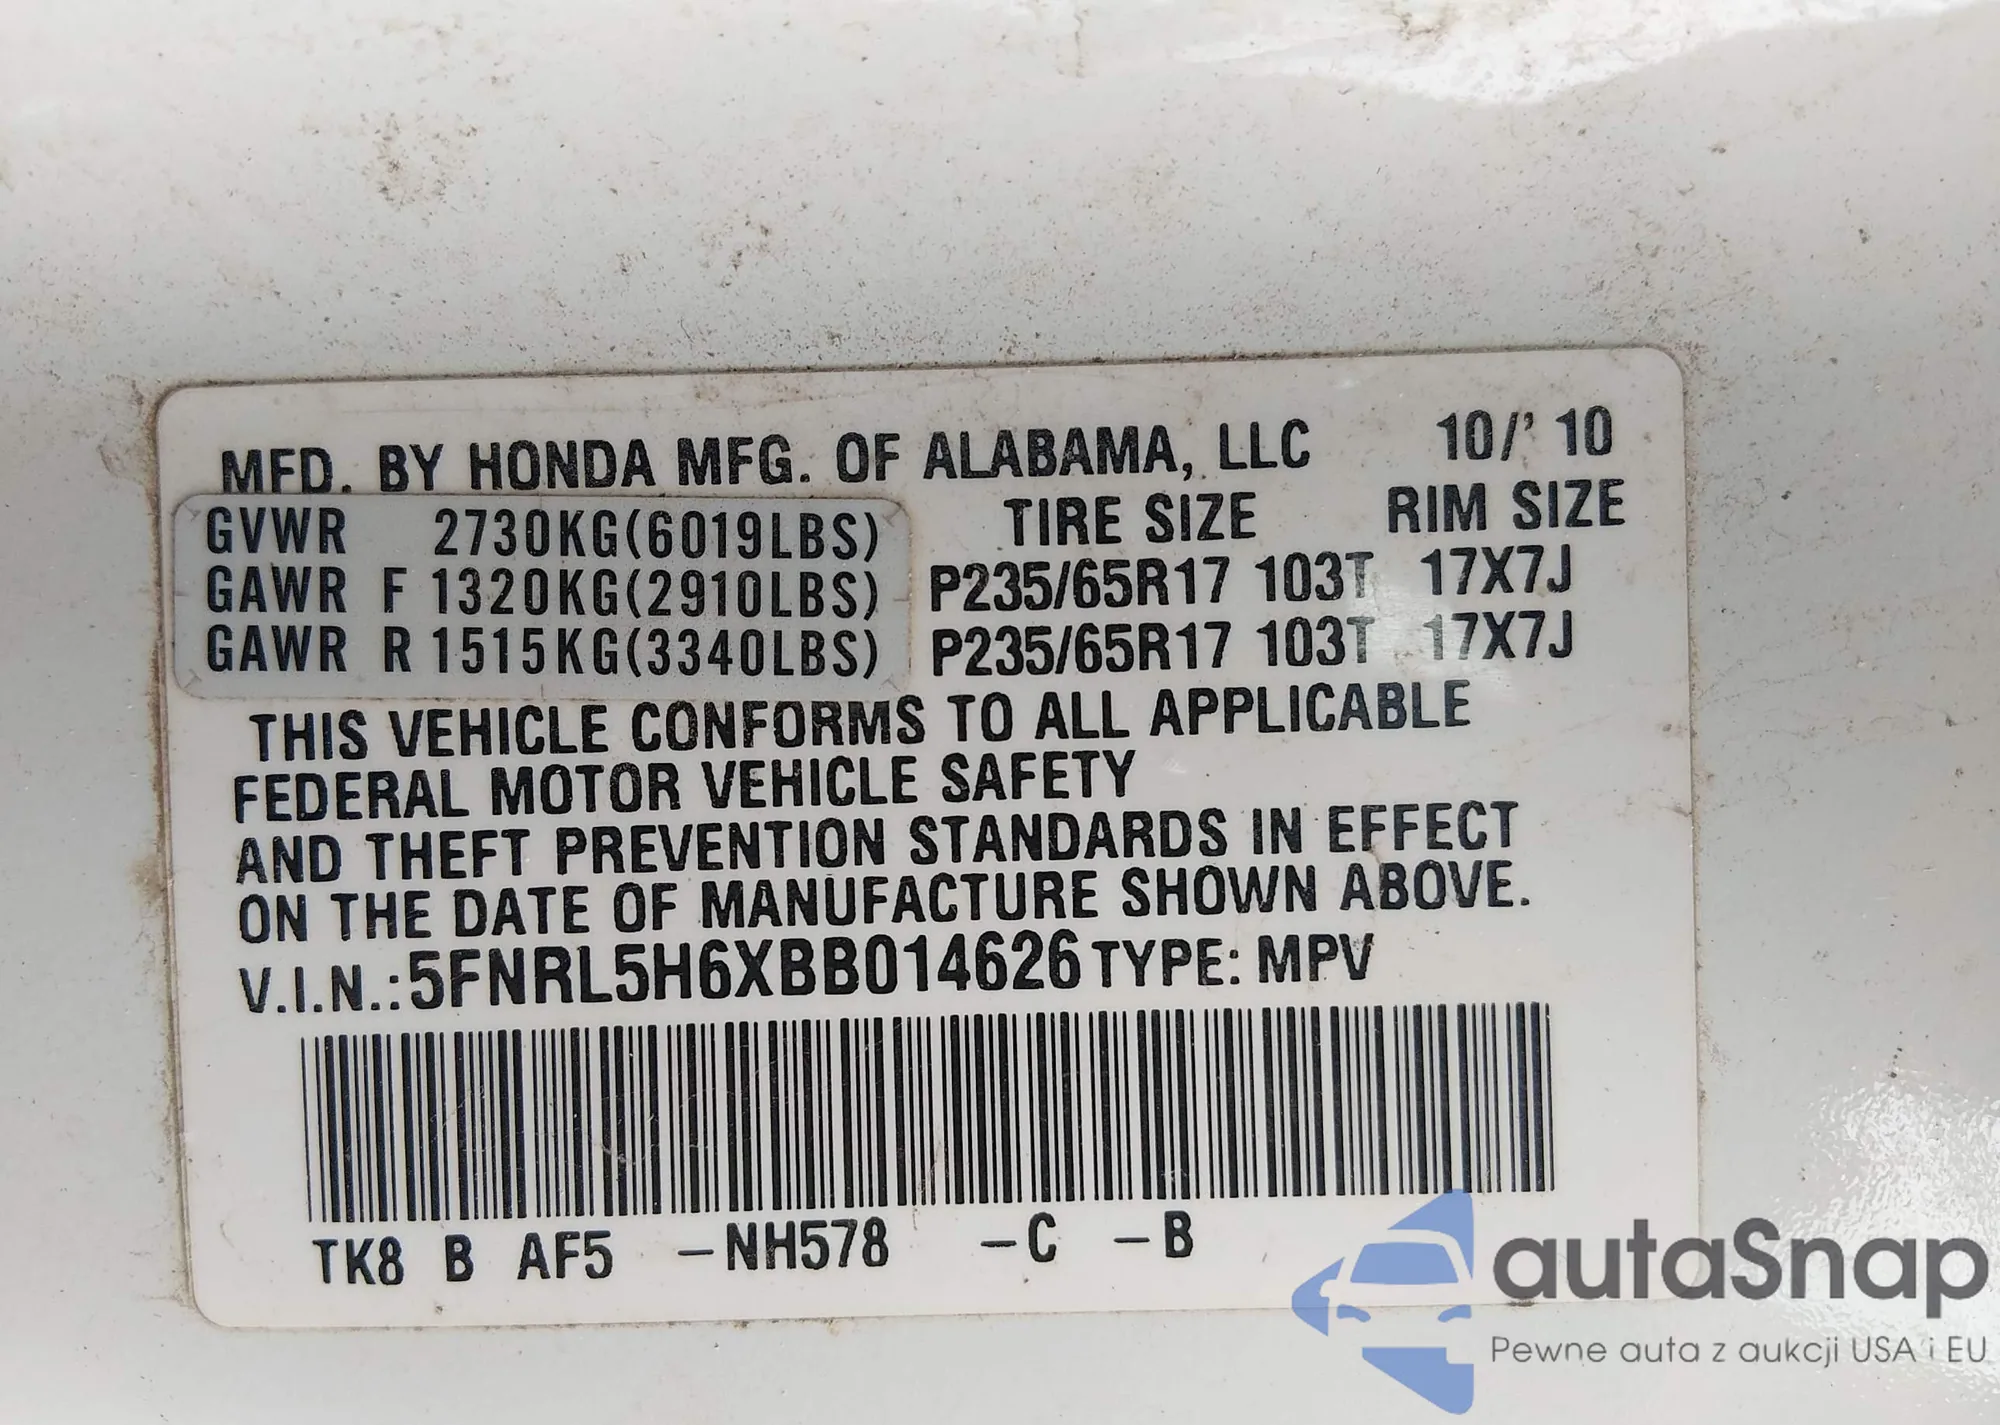 MFD. BY HONDA MFG. OF ALABAMA, LLC 10/' 10
TIRE SIZE RIM SIZE
GVWR 2730KG(6019LBS)
GAWR F 1320KG(2910LBS) P235/65R17 103T 17X7J
GAWR R 1515KG(3340LBS) P235/65R17 103T 17X7J
THIS VEHICLE CONFORMS TO ALL APPLICABLE
FEDERAL MOTOR VEHICLE SAFETY
AND THEFT PREVENTION STANDARDS IN EFFECT
ON THE DATE OF MANUFACTURE SHOWN ABOVE.
V.I.N.:5FNRL5H6XBB014626 TYPE: MPV
TK8 B AF5 -NH578 -C -B
autaSnap
Pewne auta z aukcji USA i EU